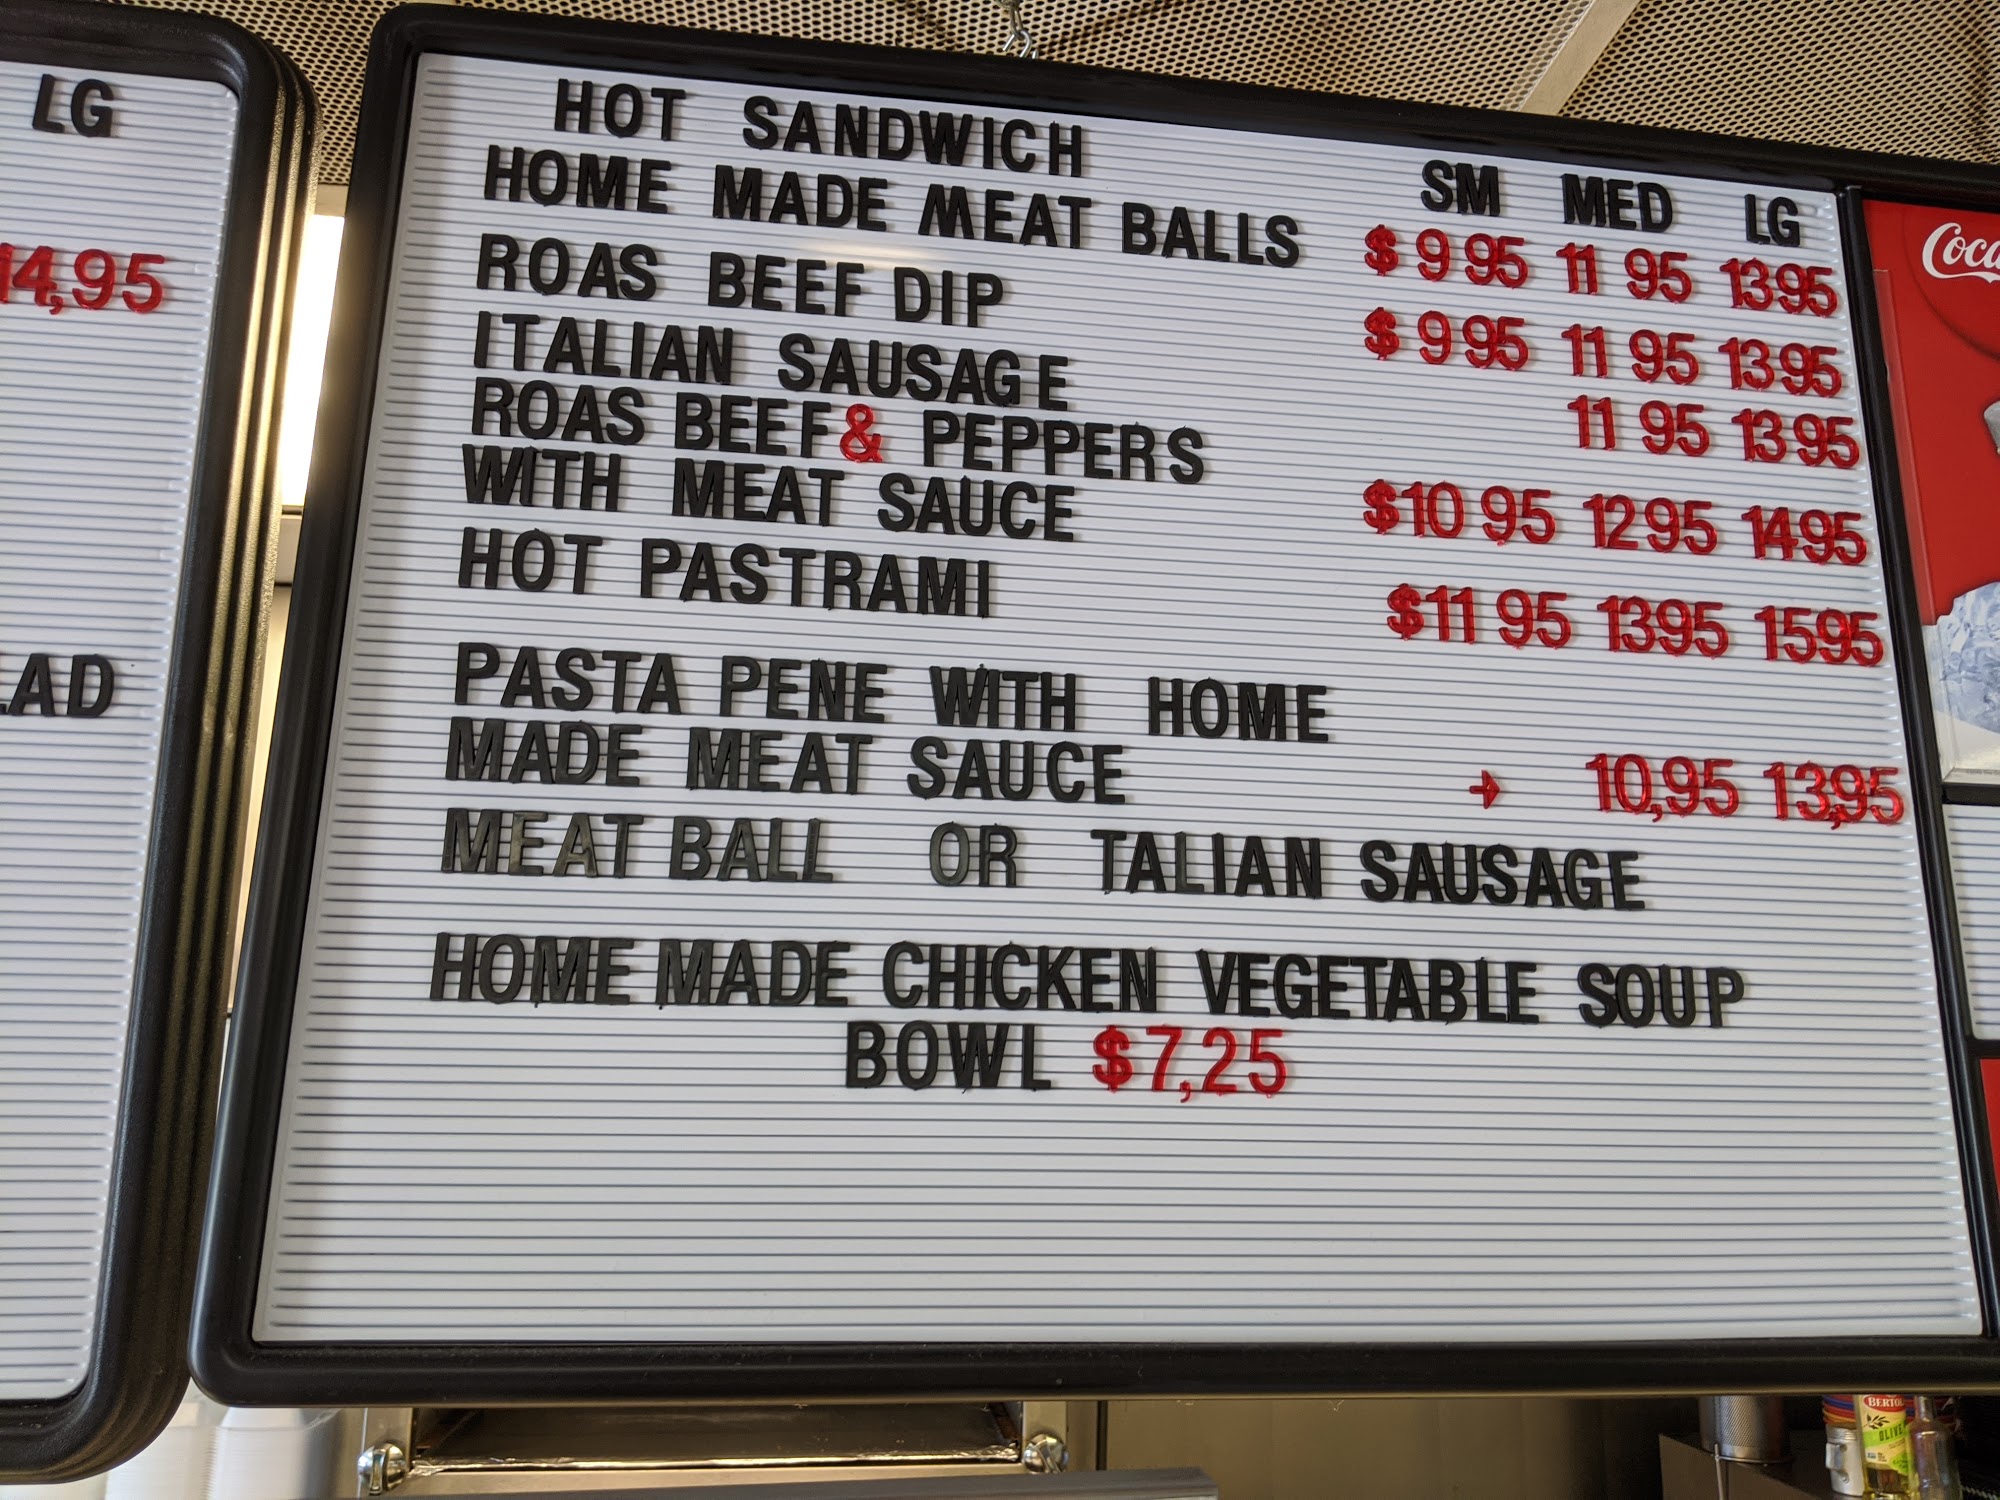 LG
14,95
AD
HOT SANDWICH SM MED LG
HOME MADE MEAT BALLS $ 9 95 11 95 13 95
ROAS BEEF DIP $ 9 95 11 95 13 95
ITALIAN SAUSAGE 11 95 13 95
ROAS BEEF & PEPPERS
WITH MEAT SAUCE $10 95 12 95 14 95
HOT PASTRAMI $11 95 13 95 15 95
PASTA PENE WITH HOME
MADE MEAT SAUCE → 10,95 13,95
MEAT BALL OR TALIAN SAUSAGE
HOME MADE CHICKEN VEGETABLE SOUP
BOWL $7,25
Coca
BERTO
OLIVE